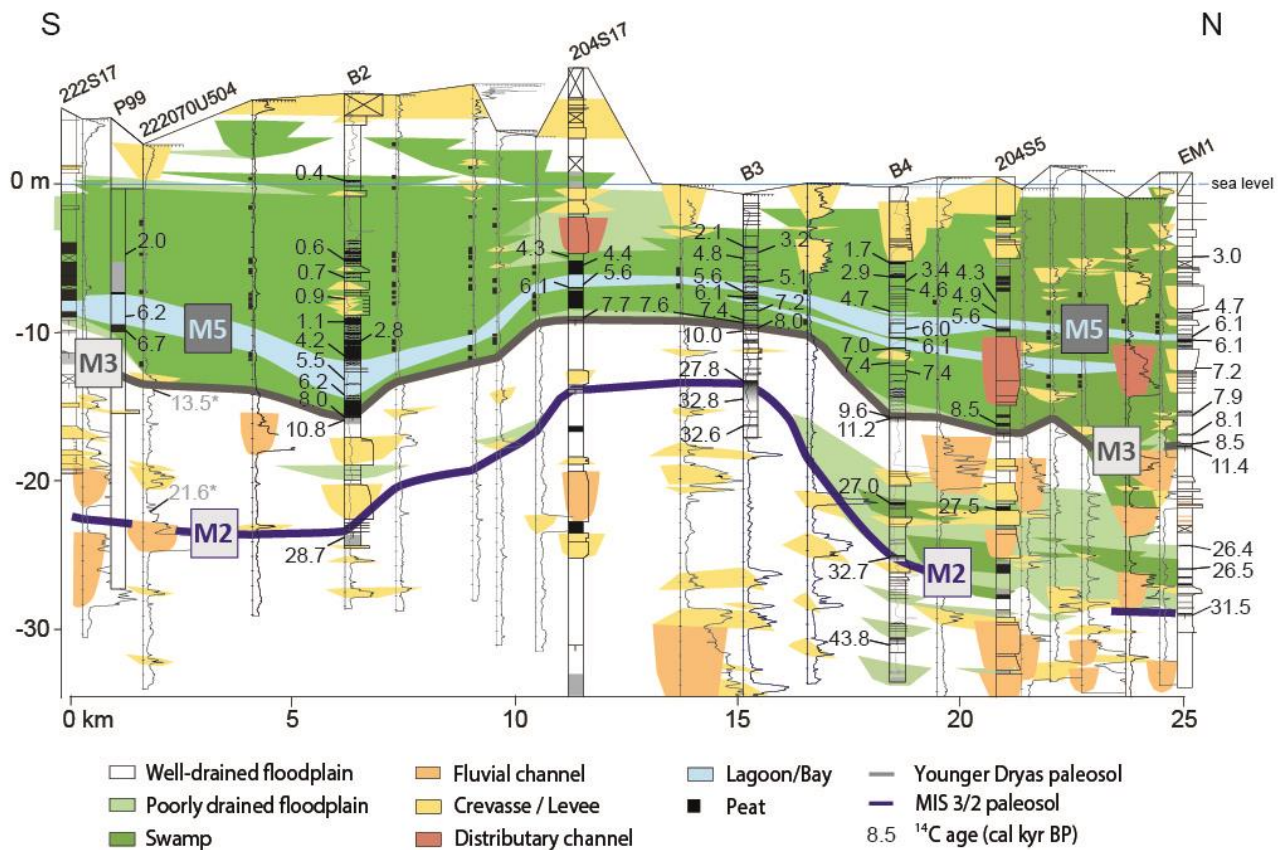 S
N
222S17
P99
222070U504
B2
204S17
B3
B4
204S5
EM1
0 m
sea level
-10
-20
-30
2.0
6.2
6.7
13.5*
21.6*
0.4
0.6
0.7
0.9
1.1
2.8
4.2
5.5
6.2
8.0
10.8
28.7
4.3
4.4
5.6
6.1
7.7
7.6
2.1
3.2
4.8
5.6
5.1
6.1
7.2
7.4
8.0
10.0
27.8
32.8
32.6
1.7
2.9
3.4
4.6
4.7
6.0
6.1
7.0
7.4
7.4
9.6
11.2
27.0
32.7
43.8
4.3
4.9
5.6
8.5
27.5
3.0
4.7
6.1
6.1
7.2
7.9
8.1
8.5
11.4
26.4
26.5
31.5
M5
M5
M3
M3
M2
M2
0 km
5
10
15
20
25
Well-drained floodplain
Poorly drained floodplain
Swamp
Fluvial channel
Crevasse / Levee
Distributary channel
Lagoon/Bay
Peat
Younger Dryas paleosol
MIS 3/2 paleosol
8.5 ¹⁴C age (cal kyr BP)